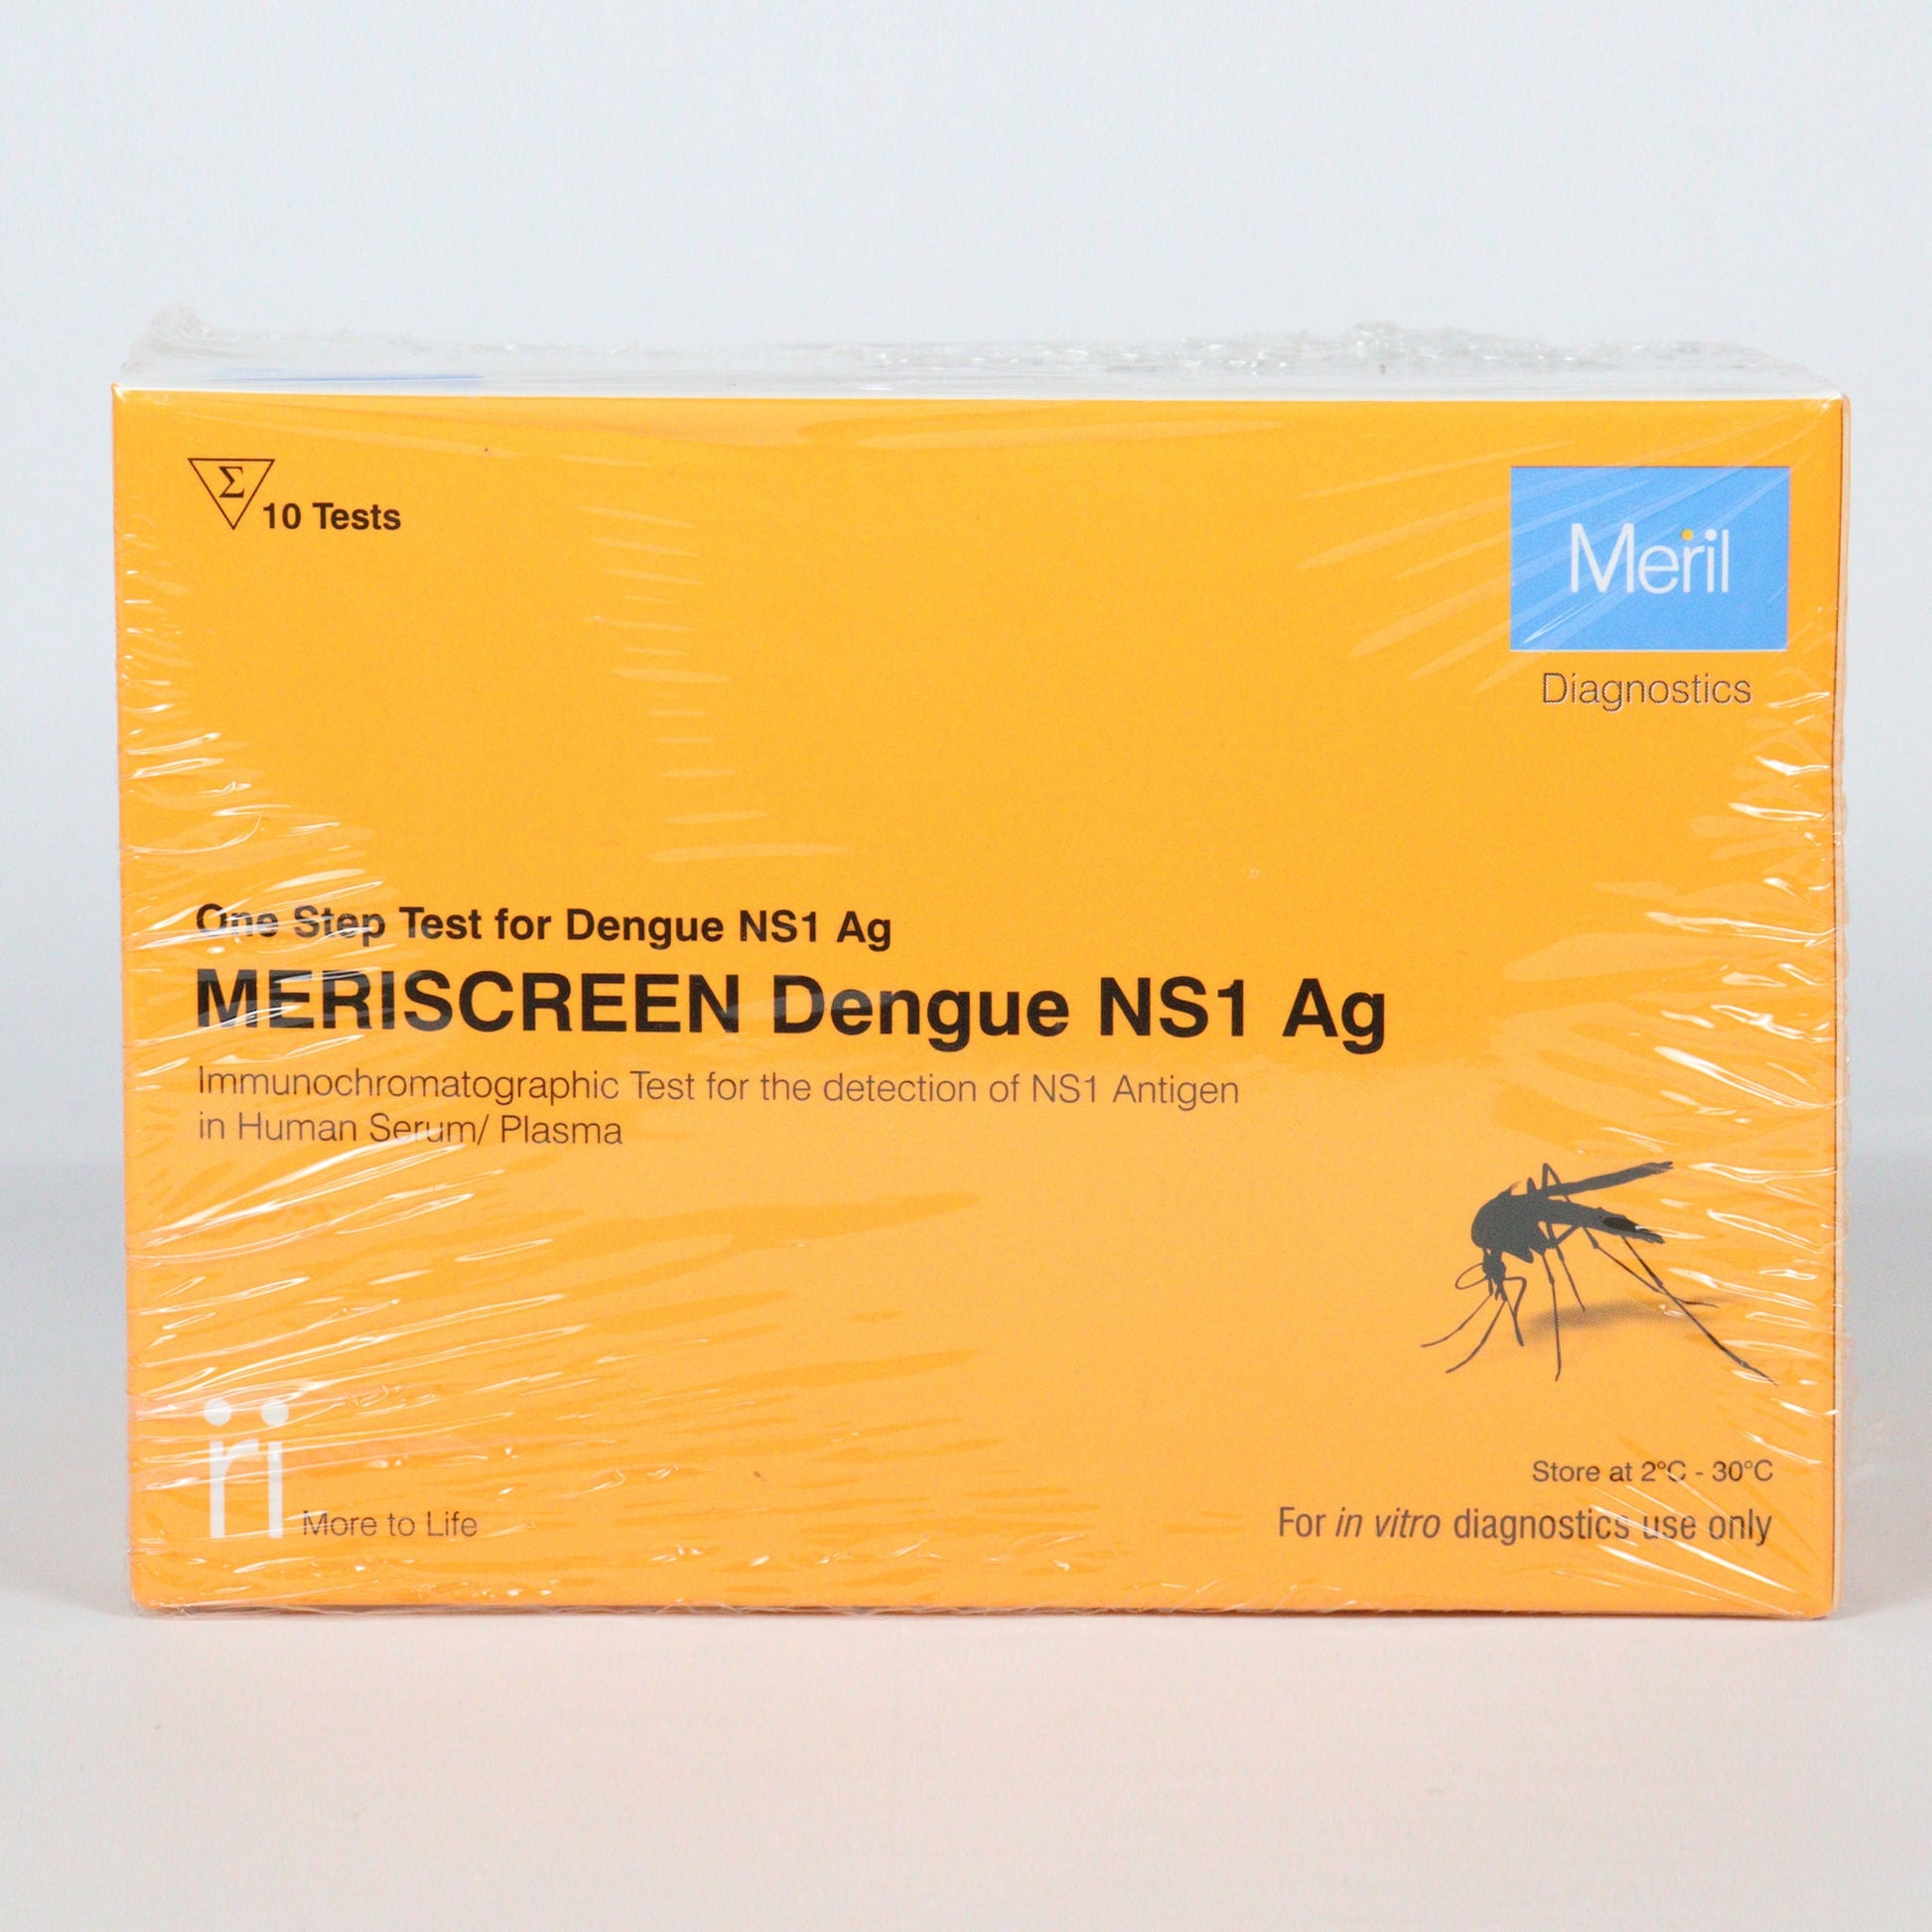 Σ
10 Tests
Meril
Diagnostics
One Step Test for Dengue NS1 Ag
MERISCREEN Dengue NS1 Ag
Immunochromatographic Test for the detection of NS1 Antigen
in Human Serum/ Plasma
ri
More to Life
Store at 2°C - 30°C
For in vitro diagnostics use only